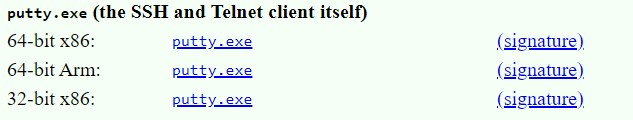 putty.exe (the SSH and Telnet client itself)
64-bit x86: putty.exe (signature)
64-bit Arm: putty.exe (signature)
32-bit x86: putty.exe (signature)